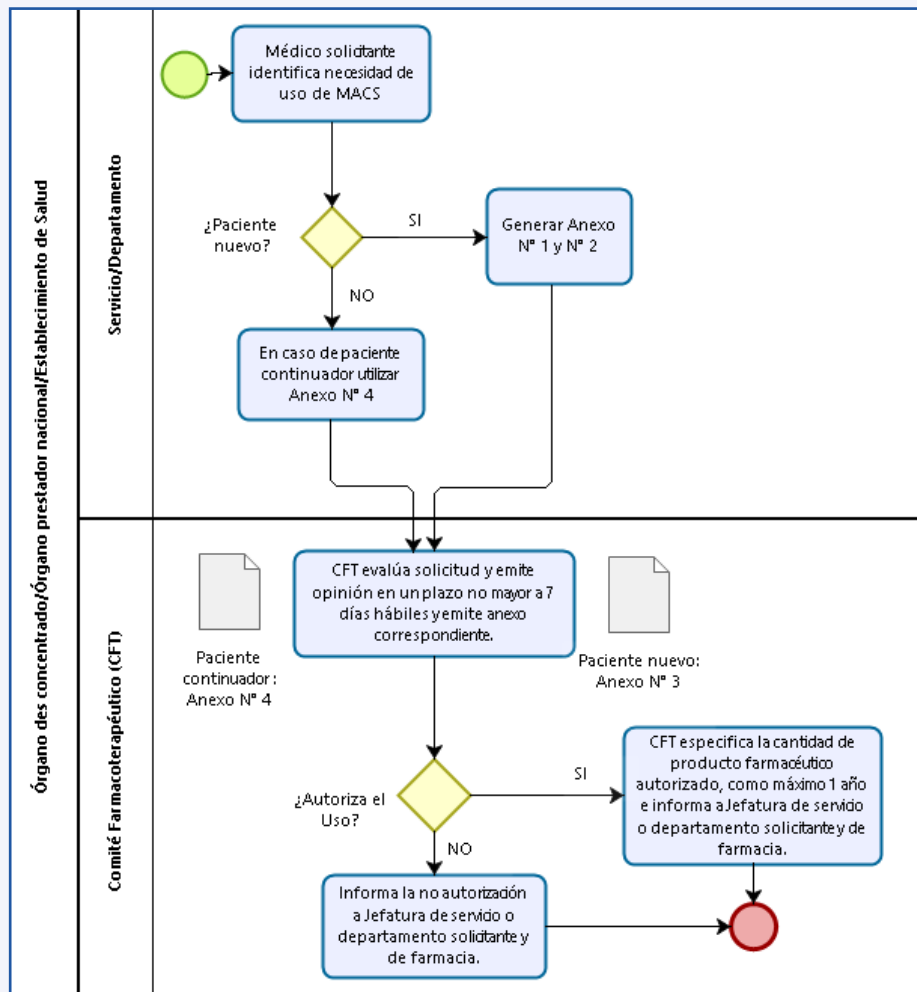 Órgano des concentrado/Órgano prestador nacional/Establecimiento de Salud
Servicio/Departamento
Médico solicitante
identifica necesidad de
uso de MACS
¿Paciente
nuevo?
SI
Generar Anexo
N° 1 y N° 2
NO
En caso de paciente
continuador utilizar
Anexo N° 4
Comité Farmacoterapéutico (CFT)
CFT evalúa solicitud y emite
opinión en un plazo no mayor a 7
días hábiles y emite anexo
correspondiente.
Paciente
continuador:
Anexo N° 4
Paciente nuevo:
Anexo N° 3
¿Autoriza el
Uso?
SI
CFT especifica la cantidad de
producto farmacéutico
autorizado, como máximo 1 año
e informa a Jefatura de servicio
o departamento solicitante y de
farmacia.
NO
Informa la no autorización
a Jefatura de servicio o
departamento solicitante y
de farmacia.